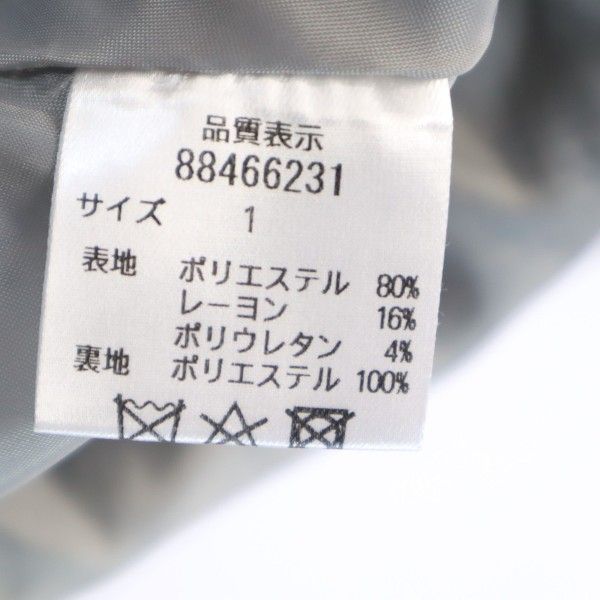 品質表示
88466231
サイズ 1
表地 ポリエステル 80%
レーヨン 16%
ポリウレタン 4%
裏地 ポリエステル 100%